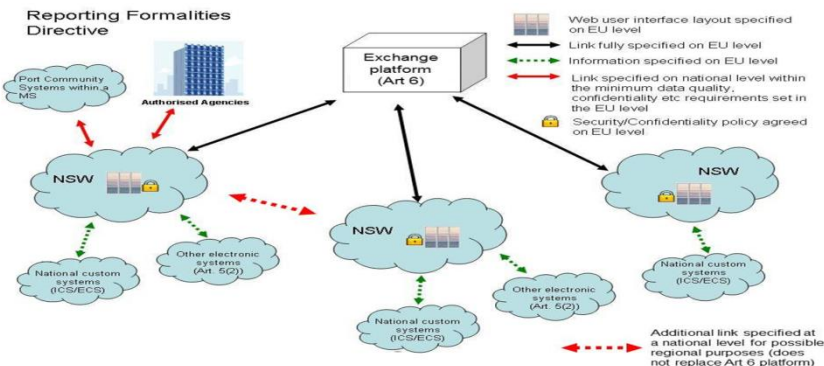 Reporting Formalities
Directive
Port Community
Systems within a
MS
Authorised Agencies
Exchange
platform
(Art 6)
Web user interface layout specified
on EU level
Link fully specified on EU level
Information specified on EU level
Link specified on national level within
the minimum data quality,
confidentiality etc requirements set in
the EU level
Security/Confidentiality policy agreed
on EU level
NSW
NSW
NSW
National custom
systems
(ICS/ECS)
Other electronic
systems
(Art. 5(2))
National custom
systems
(ICS/ECS)
Other electronic
systems
(Art. 5(2))
National custom
systems
(ICS/ECS)
Additional link specified at
a national level for possible
regional purposes (does
not replace Art 6 platform)